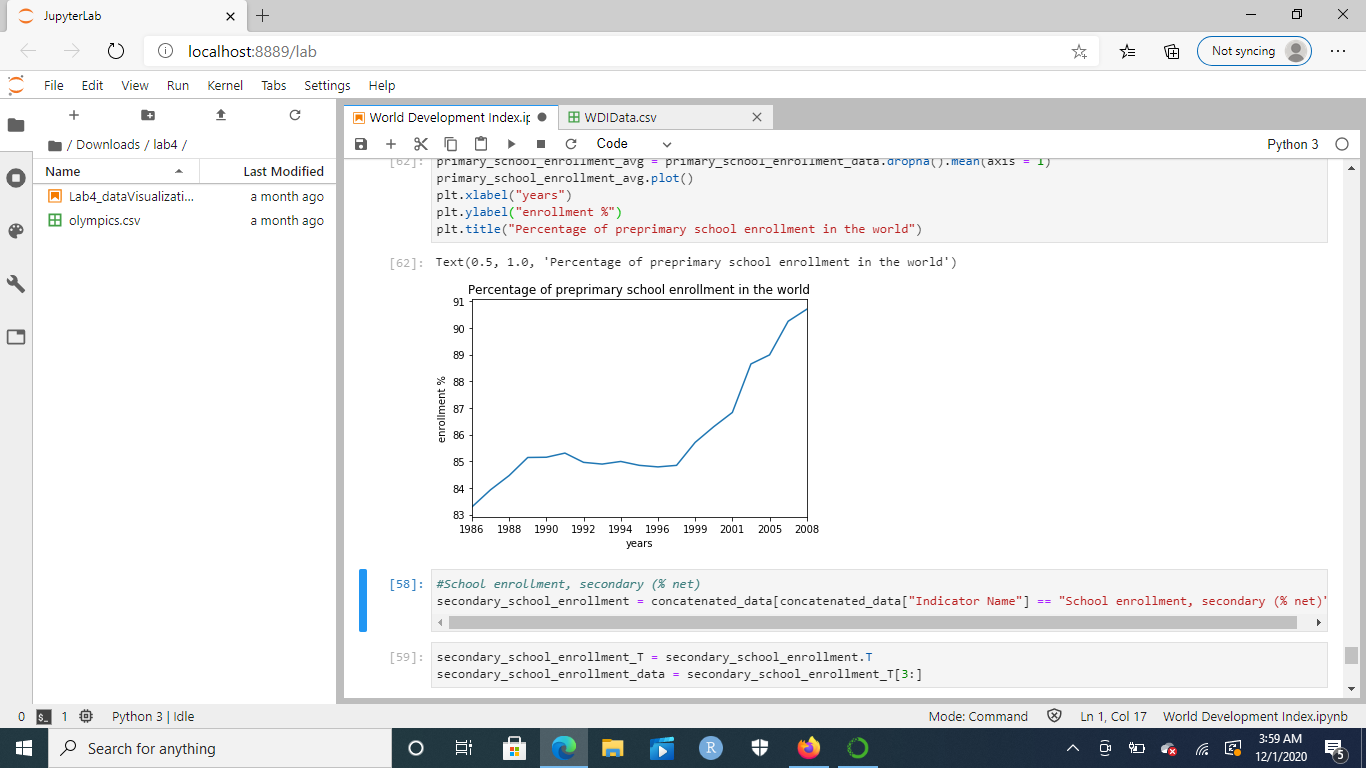 JupyterLab
localhost:8889/lab
Not syncing
File Edit View Run Kernel Tabs Settings Help
World Development Index.ip
WDIData.csv
/ Downloads / lab4 /
Code
Python 3
Name
Last Modified
Lab4_dataVisualizati... a month ago
olympics.csv a month ago
[62]: primary_school_enrollment_avg = primary_school_enrollment_data.dropna().mean(axis = 1)
primary_school_enrollment_avg.plot()
plt.xlabel("years")
plt.ylabel("enrollment %")
plt.title("Percentage of preprimary school enrollment in the world")
[62]: Text(0.5, 1.0, 'Percentage of preprimary school enrollment in the world')
Percentage of preprimary school enrollment in the world
91
90
89
88
87
86
85
84
83
enrollment %
1986 1988 1990 1992 1994 1996 1999 2001 2005 2008
years
[58]: #School enrollment, secondary (% net)
secondary_school_enrollment = concatenated_data[concatenated_data["Indicator Name"] == "School enrollment, secondary (% net)"
[59]: secondary_school_enrollment_T = secondary_school_enrollment.T
secondary_school_enrollment_data = secondary_school_enrollment_T[3:]
0 1 Python 3 | Idle
Mode: Command Ln 1, Col 17 World Development Index.ipynb
Search for anything
R
3:59 AM
12/1/2020
5